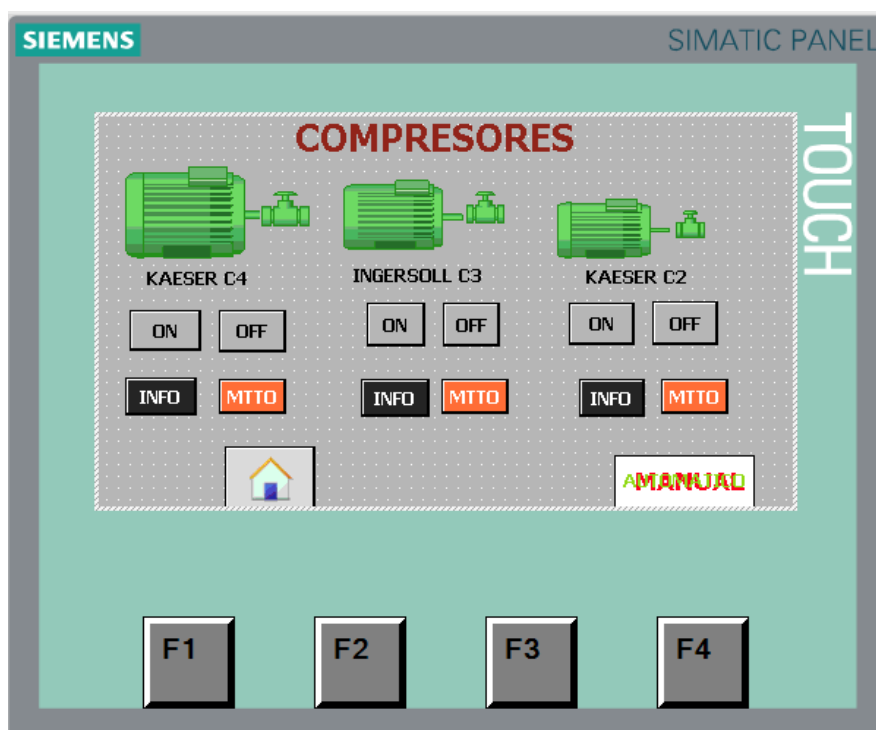 SIEMENS
SIMATIC PANEL
TOUCH
COMPRESORES
KAESER C4
INGERSOLL C3
KAESER C2
ON OFF ON OFF ON OFF
INFO MTTO INFO MTTO INFO MTTO
MANUAL
AUTOMATICO
F1 F2 F3 F4